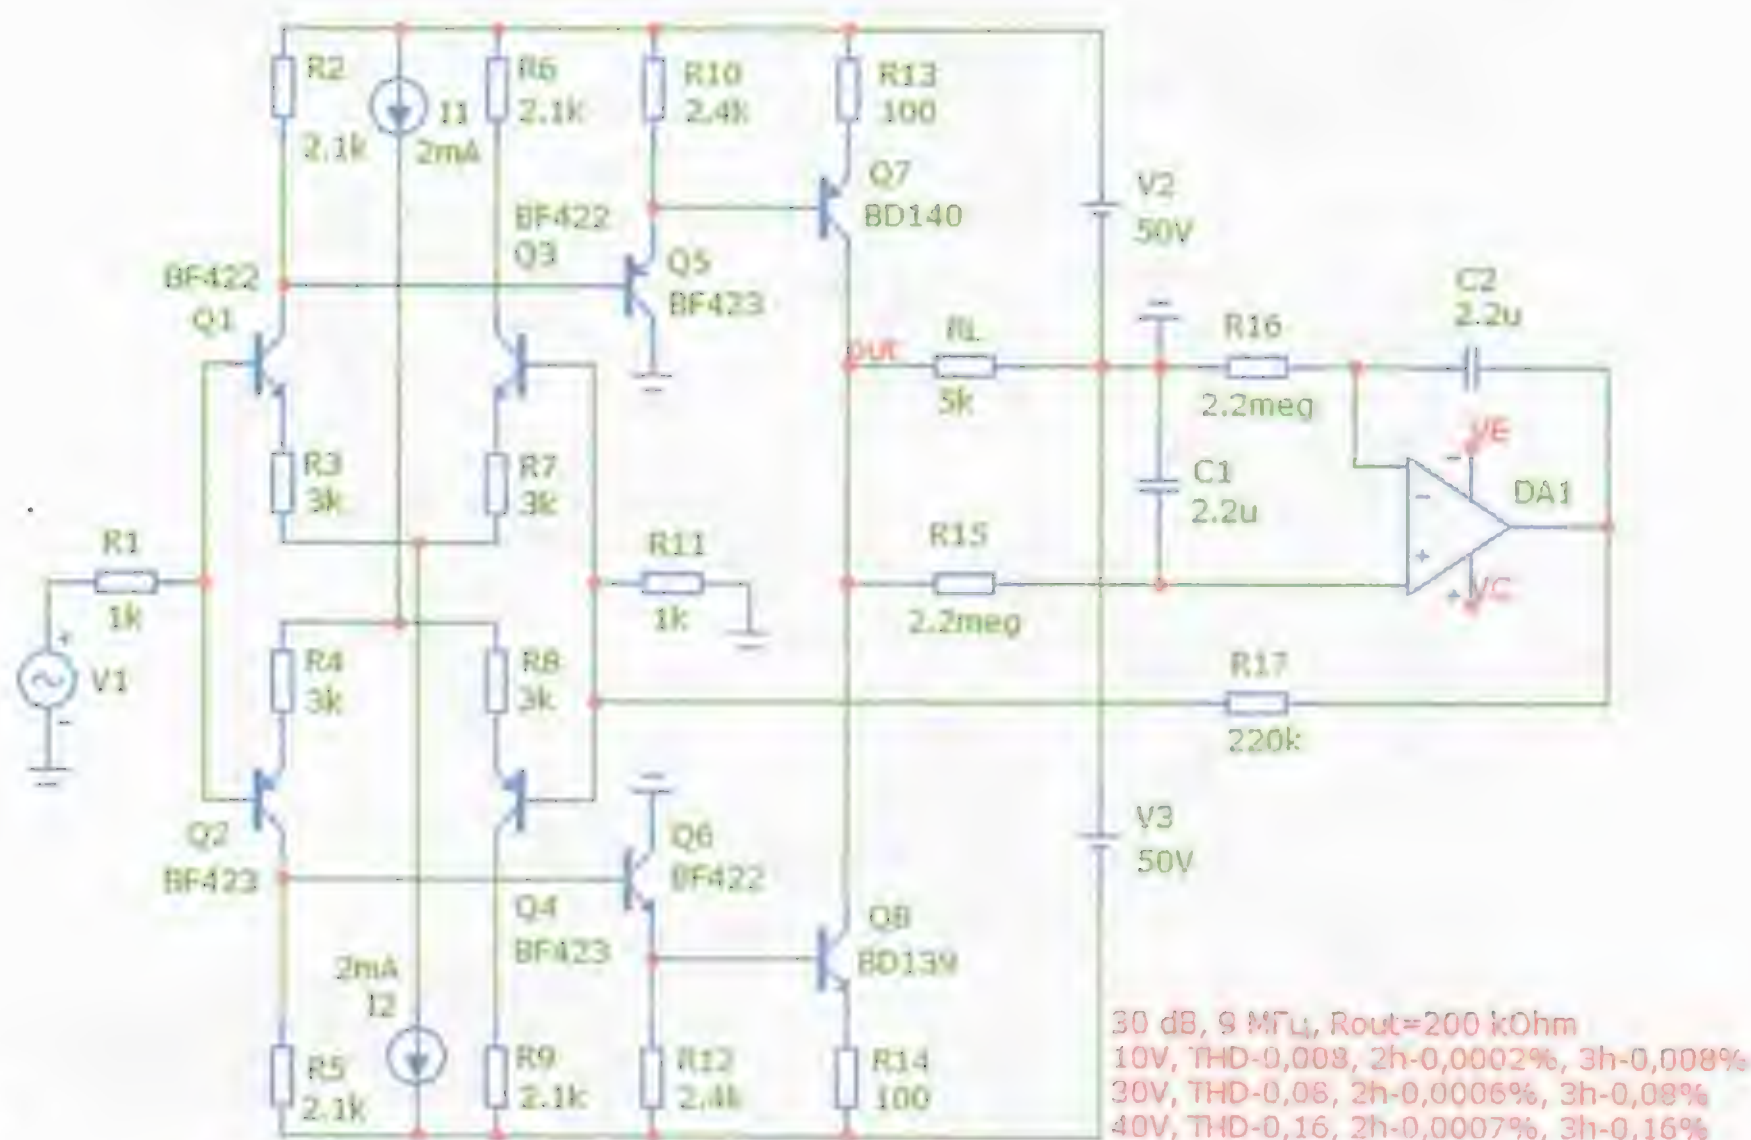 R2
2.1k
I1
2mA
R6
2.1k
R10
2.4k
R13
100
Q7
BD140
V2
50V
BF422
Q3
BF422
Q1
Q5
BF423
out
RL
5k
R16
2.2meg
C2
2.2u
VE
-
C1
2.2u
-
+
DA1
+
VC
R3
3k
R7
3k
R1
1k
R11
1k
R15
2.2meg
+
V1
-
R4
3k
R8
3k
R17
220k
Q2
BF423
Q4
BF423
Q6
BF422
V3
50V
Q8
BD139
2mA
I2
R5
2.1k
R9
2.1k
R12
2.4k
R14
100
30 dB, 9 МГц, Rout=200 kOhm
10V, THD-0,008, 2h-0,0002%, 3h-0,008%
30V, THD-0,08, 2h-0,0006%, 3h-0,08%
40V, THD-0,16, 2h-0,0007%, 3h-0,16%